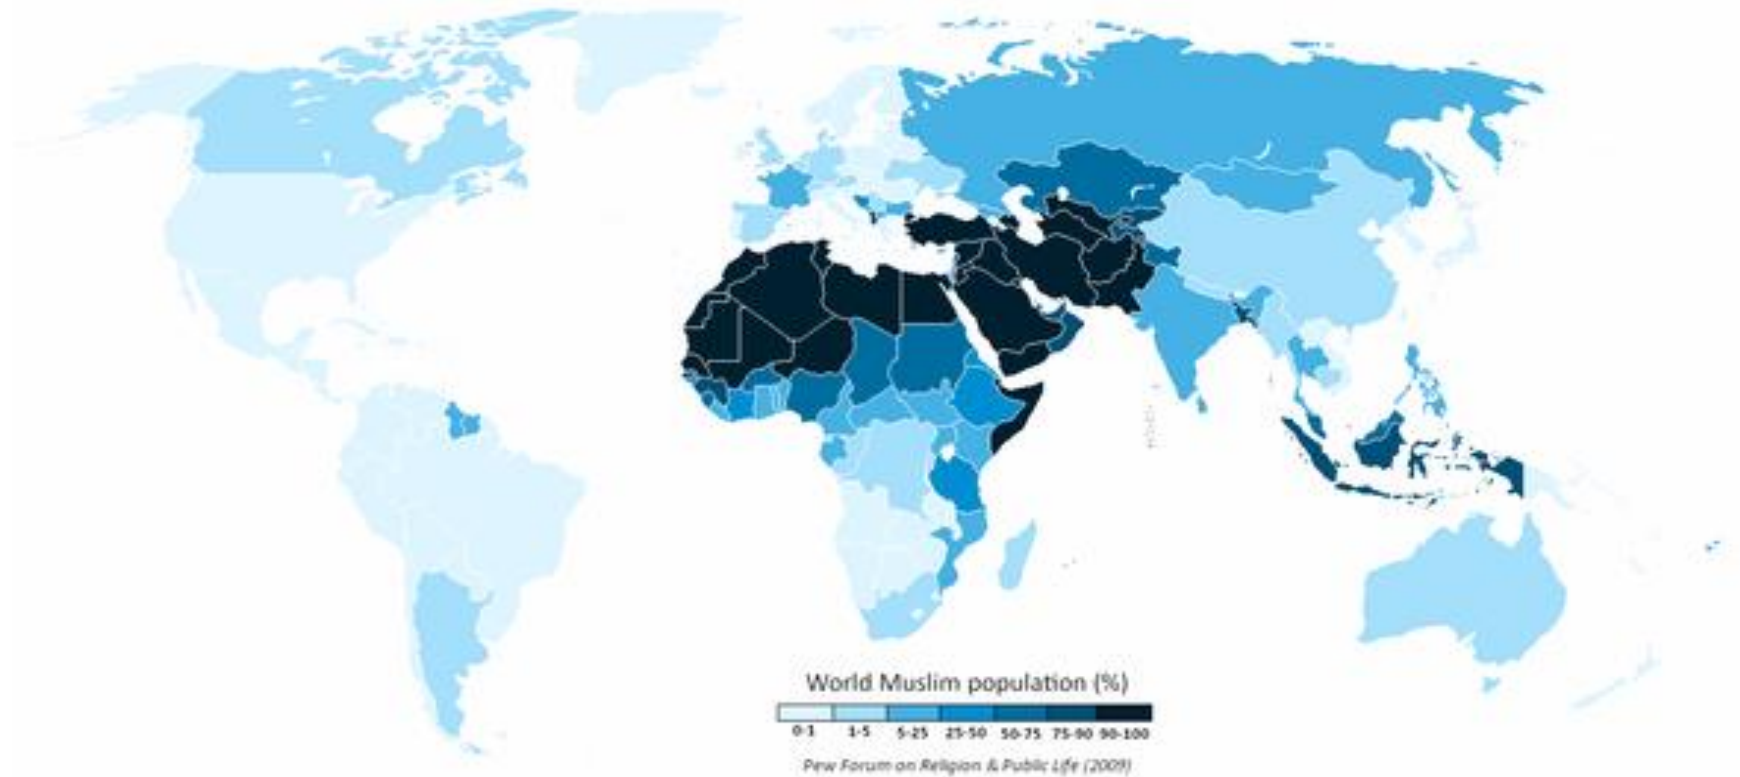 World Muslim population (%)
0-1 1-5 5-25 25-50 50-75 75-90 90-100
Pew Forum on Religion & Public Life (2009)